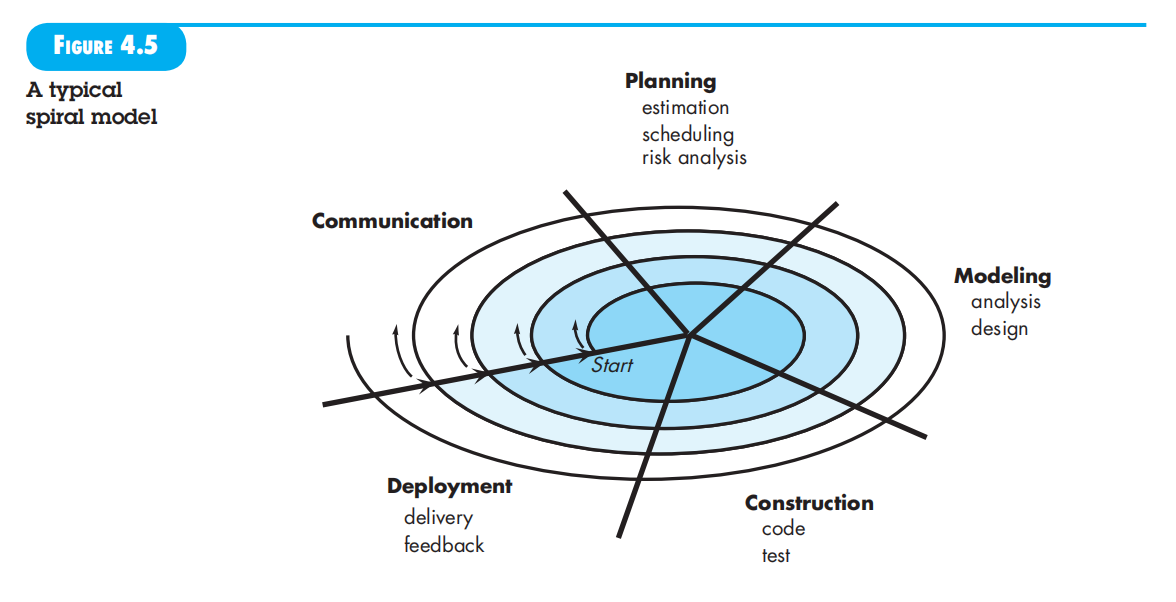 FIGURE 4.5
A typical
spiral model
Planning
estimation
scheduling
risk analysis
Communication
Modeling
analysis
design
Start
Deployment
delivery
feedback
Construction
code
test